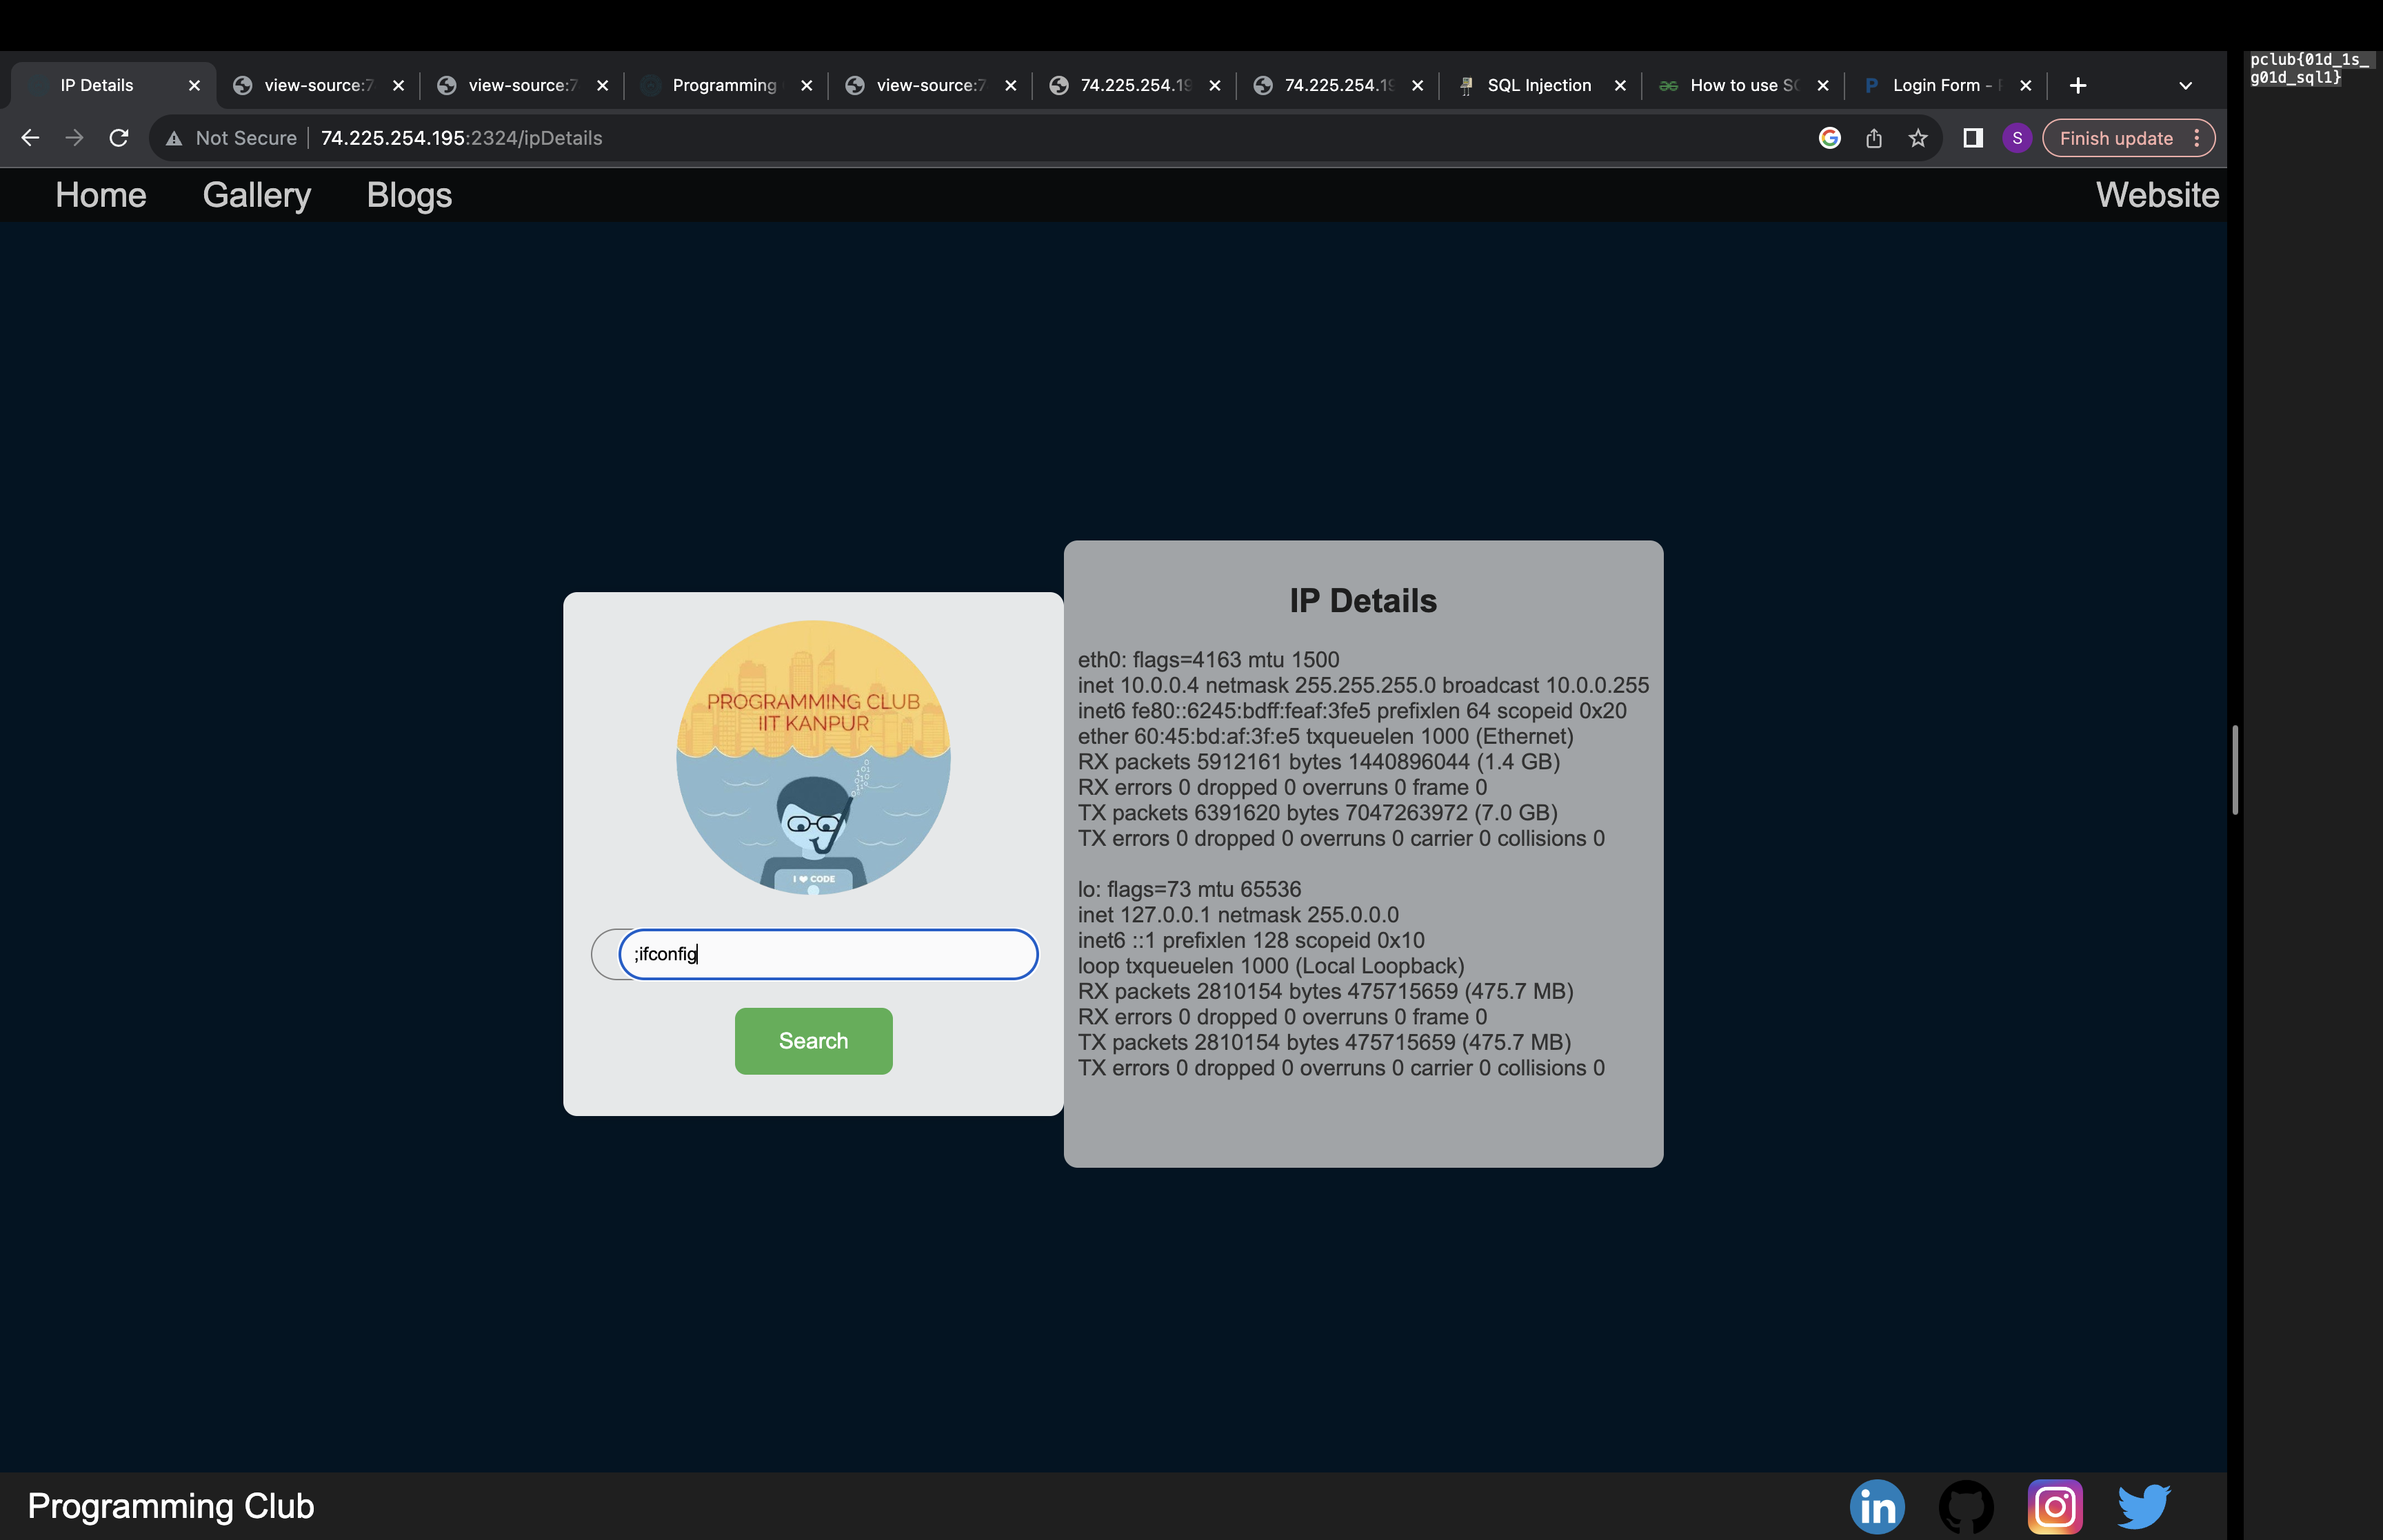 IP Details
view-source:7
view-source:7
Programming
view-source:7
74.225.254.19
74.225.254.19
SQL Injection
How to use SQ
Login Form -
Not Secure
74.225.254.195:2324/ipDetails
S
Finish update
pclub{01d_1s_
g01d_sql1}
Home
Gallery
Blogs
Website
PROGRAMMING CLUB
IIT KANPUR
I ❤ CODE
;ifconfig
Search
IP Details
eth0: flags=4163 mtu 1500
inet 10.0.0.4 netmask 255.255.255.0 broadcast 10.0.0.255
inet6 fe80::6245:bdff:feaf:3fe5 prefixlen 64 scopeid 0x20
ether 60:45:bd:af:3f:e5 txqueuelen 1000 (Ethernet)
RX packets 5912161 bytes 1440896044 (1.4 GB)
RX errors 0 dropped 0 overruns 0 frame 0
TX packets 6391620 bytes 7047263972 (7.0 GB)
TX errors 0 dropped 0 overruns 0 carrier 0 collisions 0
lo: flags=73 mtu 65536
inet 127.0.0.1 netmask 255.0.0.0
inet6 ::1 prefixlen 128 scopeid 0x10
loop txqueuelen 1000 (Local Loopback)
RX packets 2810154 bytes 475715659 (475.7 MB)
RX errors 0 dropped 0 overruns 0 frame 0
TX packets 2810154 bytes 475715659 (475.7 MB)
TX errors 0 dropped 0 overruns 0 carrier 0 collisions 0
Programming Club
in